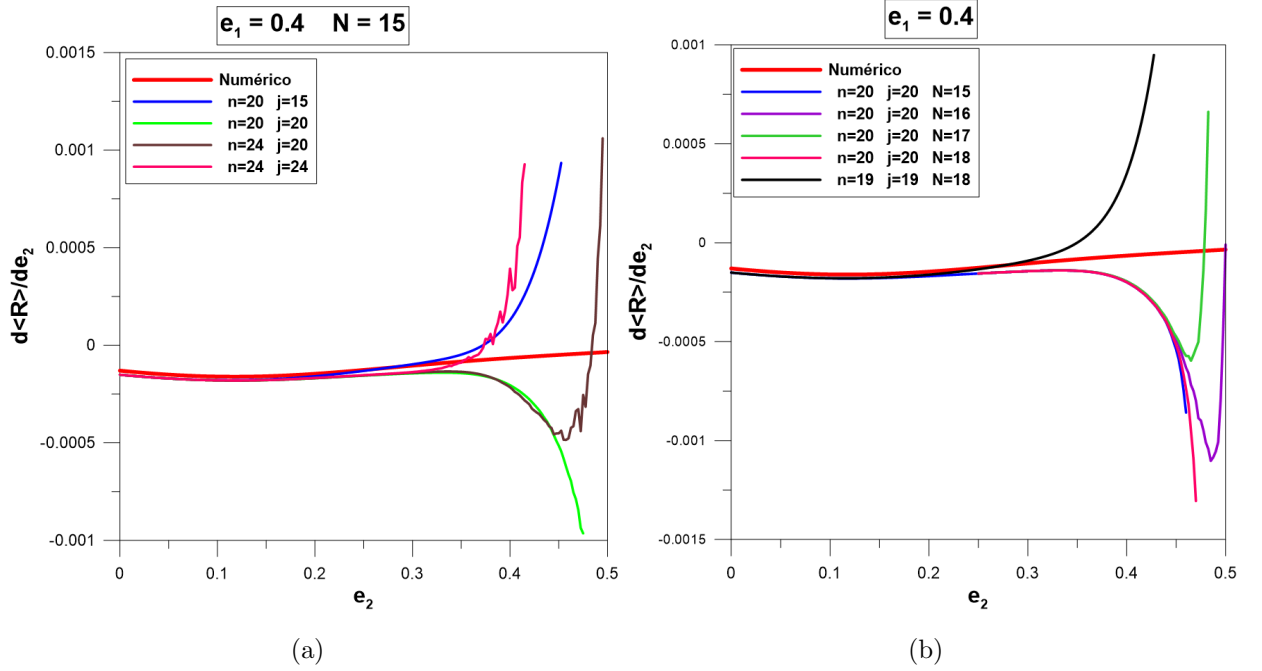 e₁ = 0.4 N = 15
0.0015
0.001
0.0005
0
-0.0005
-0.001
d<R>/de₂
Numérico
n=20 j=15
n=20 j=20
n=24 j=20
n=24 j=24
0 0.1 0.2 0.3 0.4 0.5
e₂
(a)
e₁ = 0.4
0.001
0.0005
0
-0.0005
-0.001
-0.0015
d<R>/de₂
Numérico
n=20 j=20 N=15
n=20 j=20 N=16
n=20 j=20 N=17
n=20 j=20 N=18
n=19 j=19 N=18
0 0.1 0.2 0.3 0.4 0.5
e₂
(b)